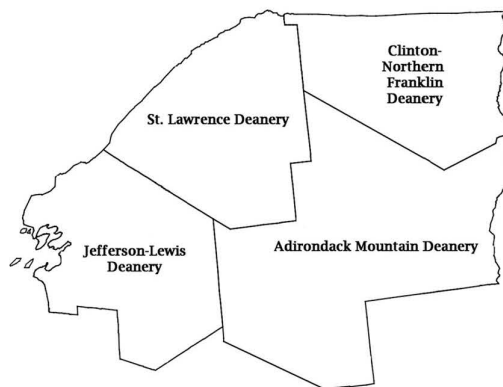 Clinton-
Northern
Franklin
Deanery
St. Lawrence Deanery
Jefferson-Lewis
Deanery
Adirondack Mountain Deanery